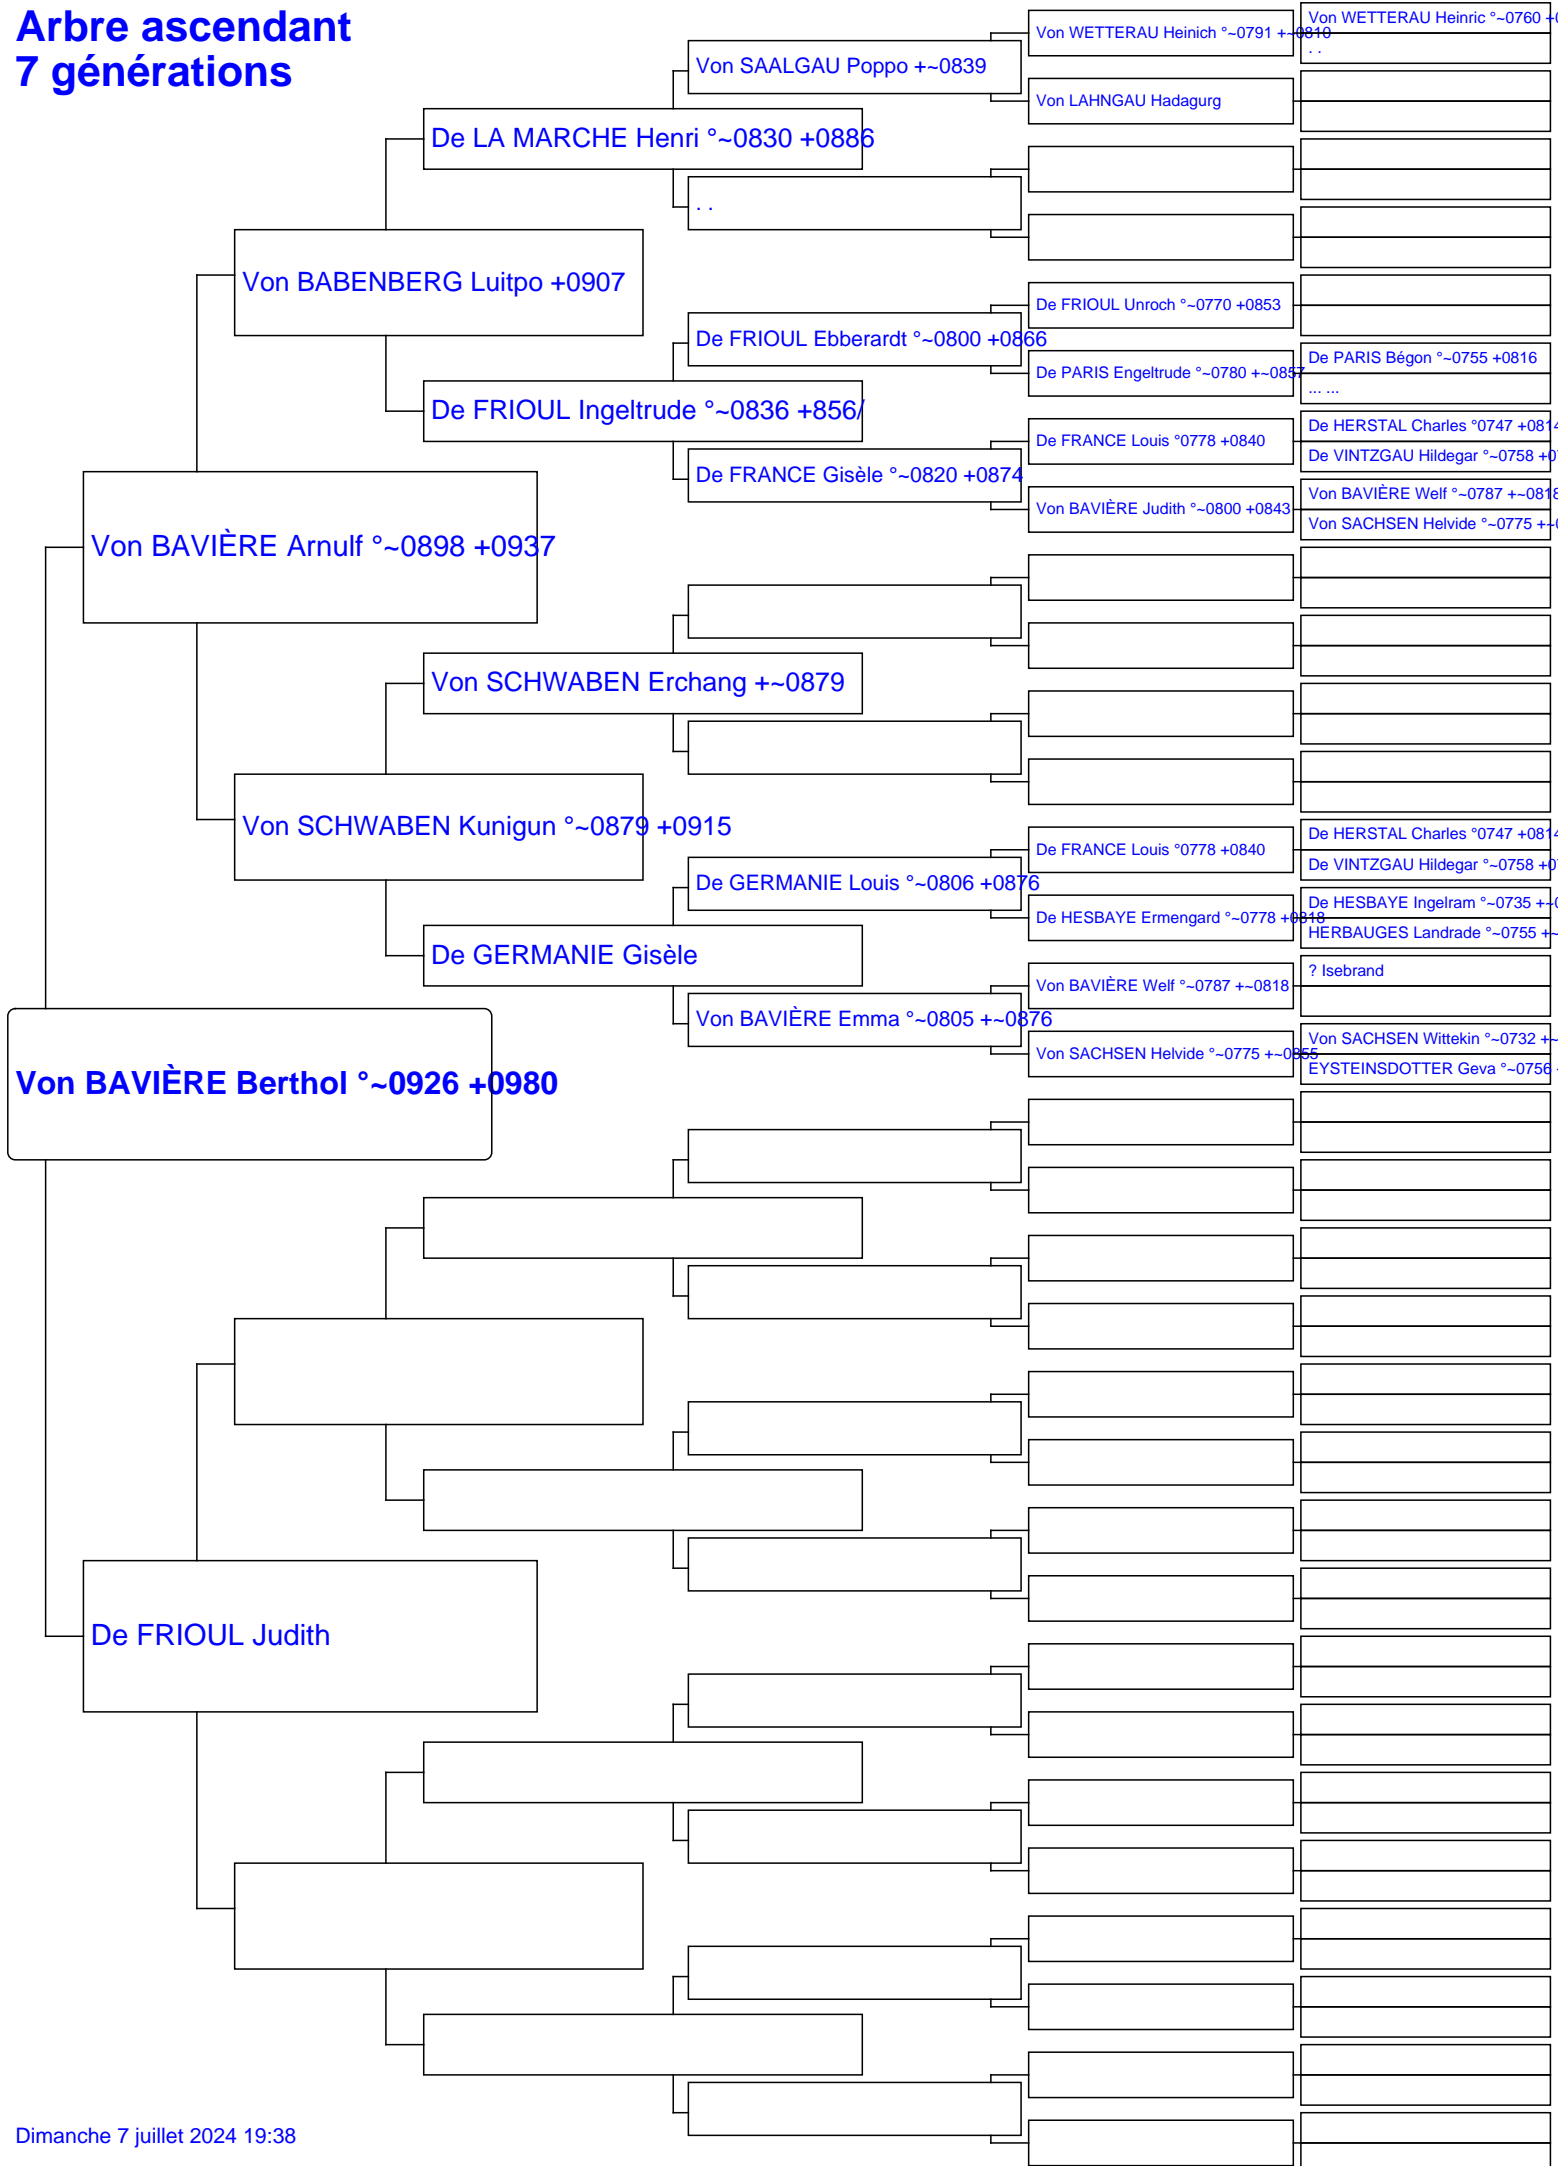 Arbre ascendant
7 générations
Von WETTERAU Heinric °~0760
Von WETTERAU Heinich °~0791 +~0810
. .
Von SAALGAU Poppo +~0839
Von LAHNGAU Hadagurg
De LA MARCHE Henri °~0830 +0886
. .
Von BABENBERG Luitpo +0907
De FRIOUL Unroch °~0770 +0853
De FRIOUL Ebberardt °~0800 +0866
De PARIS Bégon °~0755 +0816
De PARIS Engeltrude °~0780 +~0857
... ...
De FRIOUL Ingeltrude °~0836 +856/
De HERSTAL Charles °0747 +0814
De FRANCE Louis °0778 +0840
De VINTZGAU Hildegar °~0758
De FRANCE Gisèle °~0820 +0874
Von BAVIÈRE Welf °~0787 +~0818
Von BAVIÈRE Judith °~0800 +0843
Von SACHSEN Helvide °~0775
Von BAVIÈRE Arnulf °~0898 +0937
Von SCHWABEN Erchang +~0879
Von SCHWABEN Kunigun °~0879 +0915
De HERSTAL Charles °0747 +0814
De FRANCE Louis °0778 +0840
De VINTZGAU Hildegar °~0758
De GERMANIE Louis °~0806 +0876
De HESBAYE Ingelram °~0735
De HESBAYE Ermengard °~0778 +0818
HERBAUGES Landrade °~0755
De GERMANIE Gisèle
? Isebrand
Von BAVIÈRE Welf °~0787 +~0818
Von BAVIÈRE Emma °~0805 +~0876
Von SACHSEN Wittekin °~0732
Von SACHSEN Helvide °~0775 +~0855
EYSTEINSDOTTER Geva °~0756
Von BAVIÈRE Berthol °~0926 +0980
De FRIOUL Judith
Dimanche 7 juillet 2024 19:38